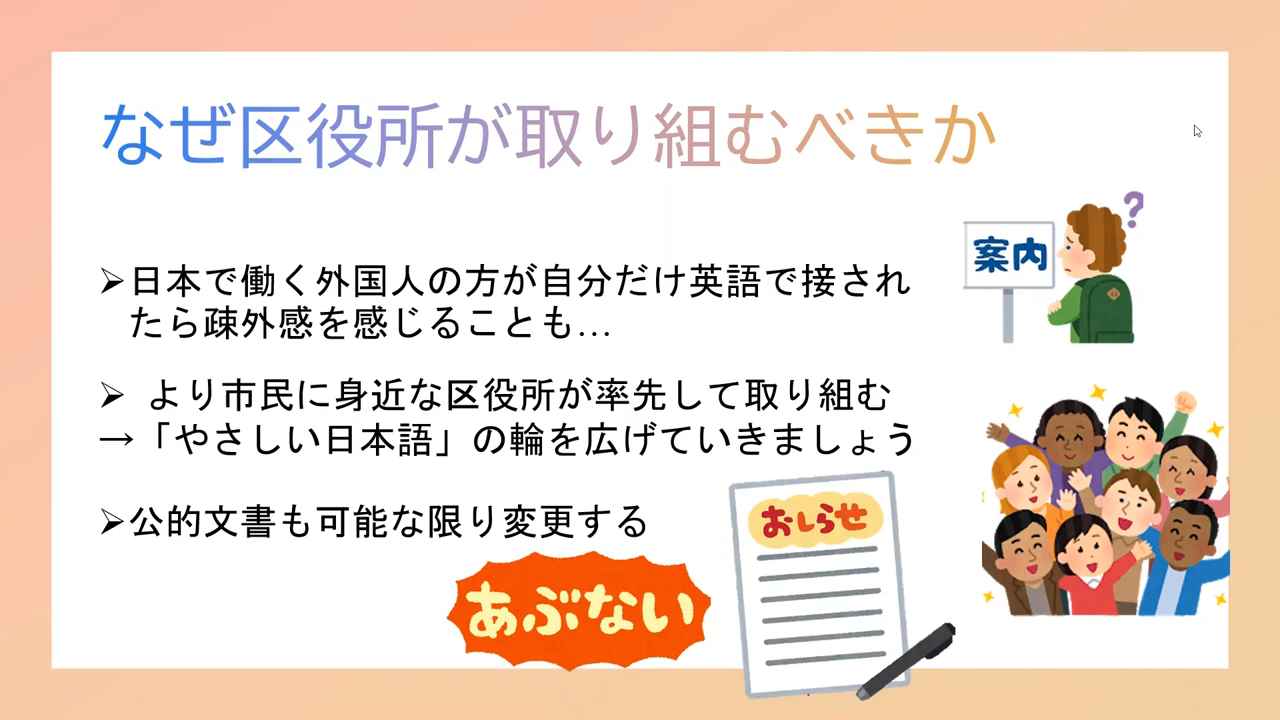 なぜ区役所が取り組むべきか
案内
?
➢日本で働く外国人の方が自分だけ英語で接され
たら疎外感を感じることも…
➢ より市民に身近な区役所が率先して取り組む
→「やさしい日本語」の輪を広げていきましょう
➢公的文書も可能な限り変更する
おしらせ
あぶない